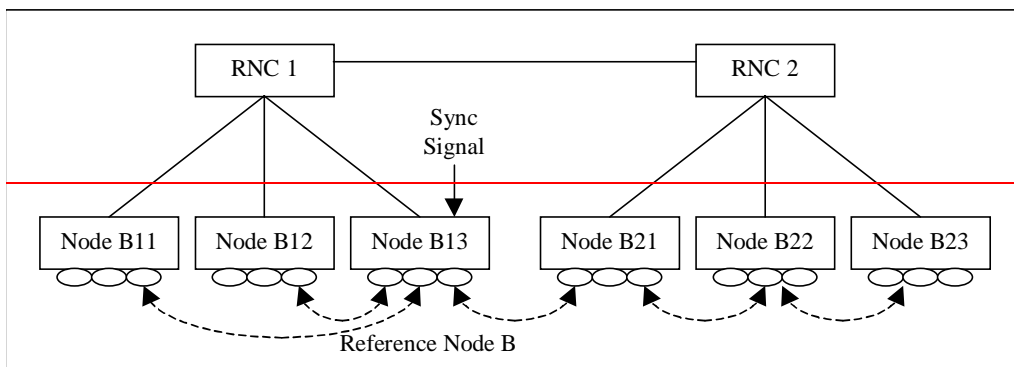 RNC 1
RNC 2
Sync
Signal
Node B11
Node B12
Node B13
Node B21
Node B22
Node B23
Reference Node B